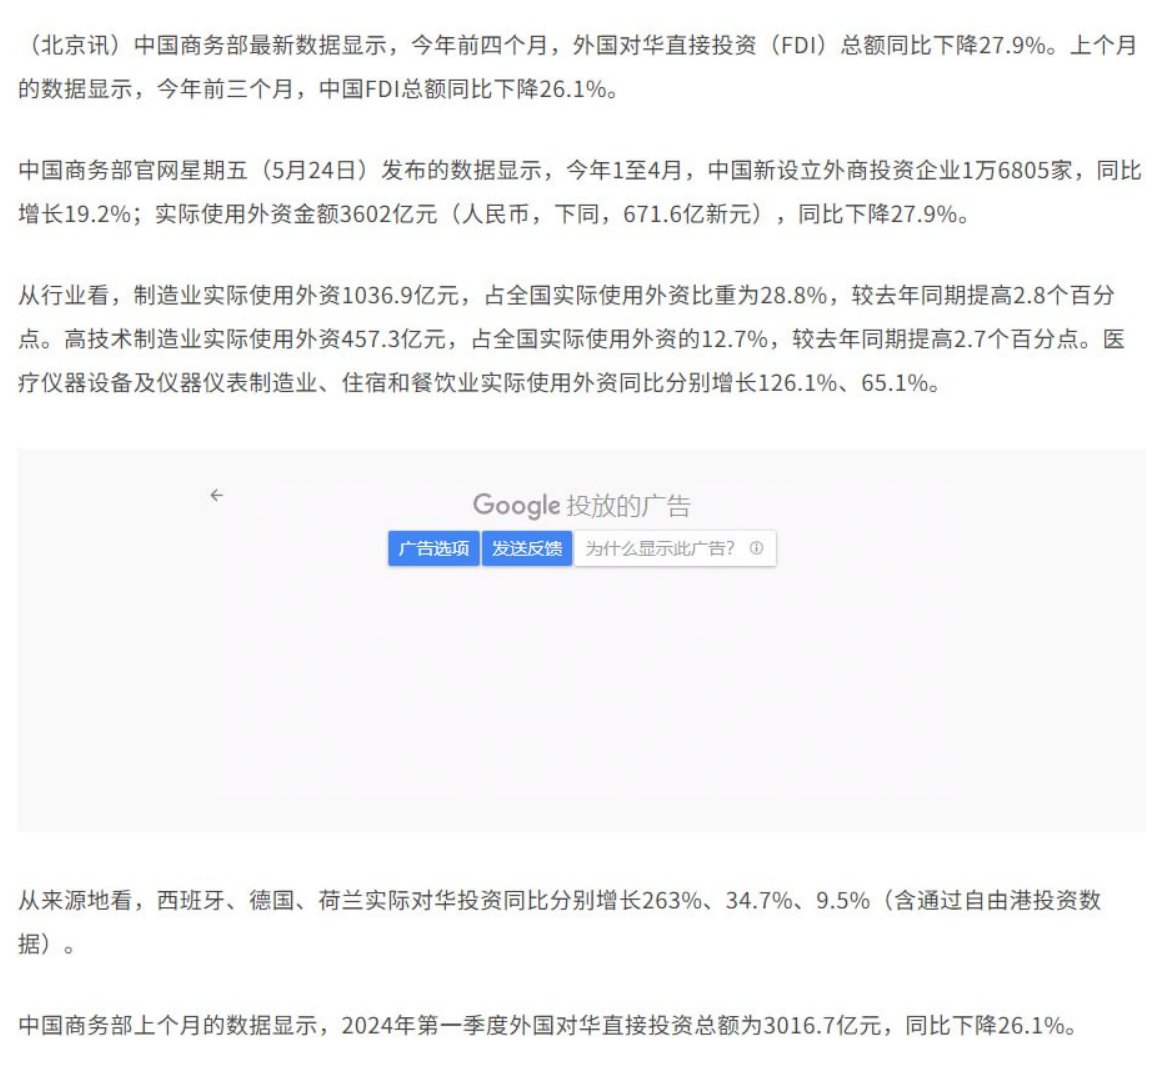 （北京讯）中国商务部最新数据显示，今年前四个月，外国对华直接投资（FDI）总额同比下降27.9%。上个月
的数据显示，今年前三个月，中国FDI总额同比下降26.1%。
中国商务部官网星期五（5月24日）发布的数据显示，今年1至4月，中国新设立外商投资企业1万6805家，同比
增长19.2%；实际使用外资金额3602亿元（人民币，下同，671.6亿新元），同比下降27.9%。
从行业看，制造业实际使用外资1036.9亿元，占全国实际使用外资比重为28.8%，较去年同期提高2.8个百分
点。高技术制造业实际使用外资457.3亿元，占全国实际使用外资的12.7%，较去年同期提高2.7个百分点。医
疗仪器设备及仪器仪表制造业、住宿和餐饮业实际使用外资同比分别增长126.1%、65.1%。
Google 投放的广告
广告选项 发送反馈 为什么显示此广告？
从来源地看，西班牙、德国、荷兰实际对华投资同比分别增长263%、34.7%、9.5%（含通过自由港投资数
据）。
中国商务部上个月的数据显示，2024年第一季度外国对华直接投资总额为3016.7亿元，同比下降26.1%。